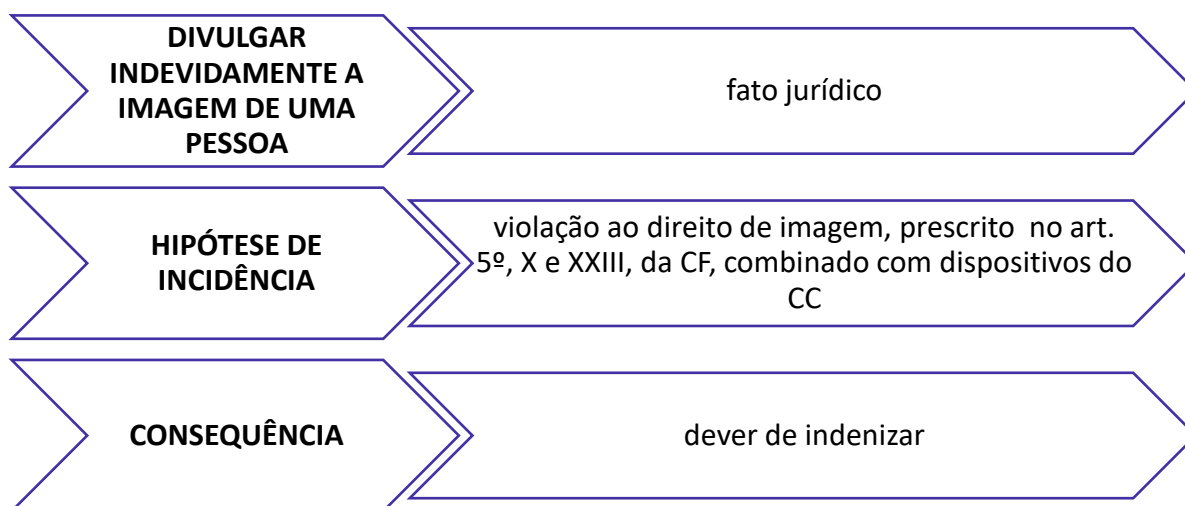 DIVULGAR
INDEVIDAMENTE A
IMAGEM DE UMA
PESSOA
fato jurídico
HIPÓTESE DE
INCIDÊNCIA
violação ao direito de imagem, prescrito no art.
5º, X e XXIII, da CF, combinado com dispositivos do
CC
CONSEQUÊNCIA
dever de indenizar